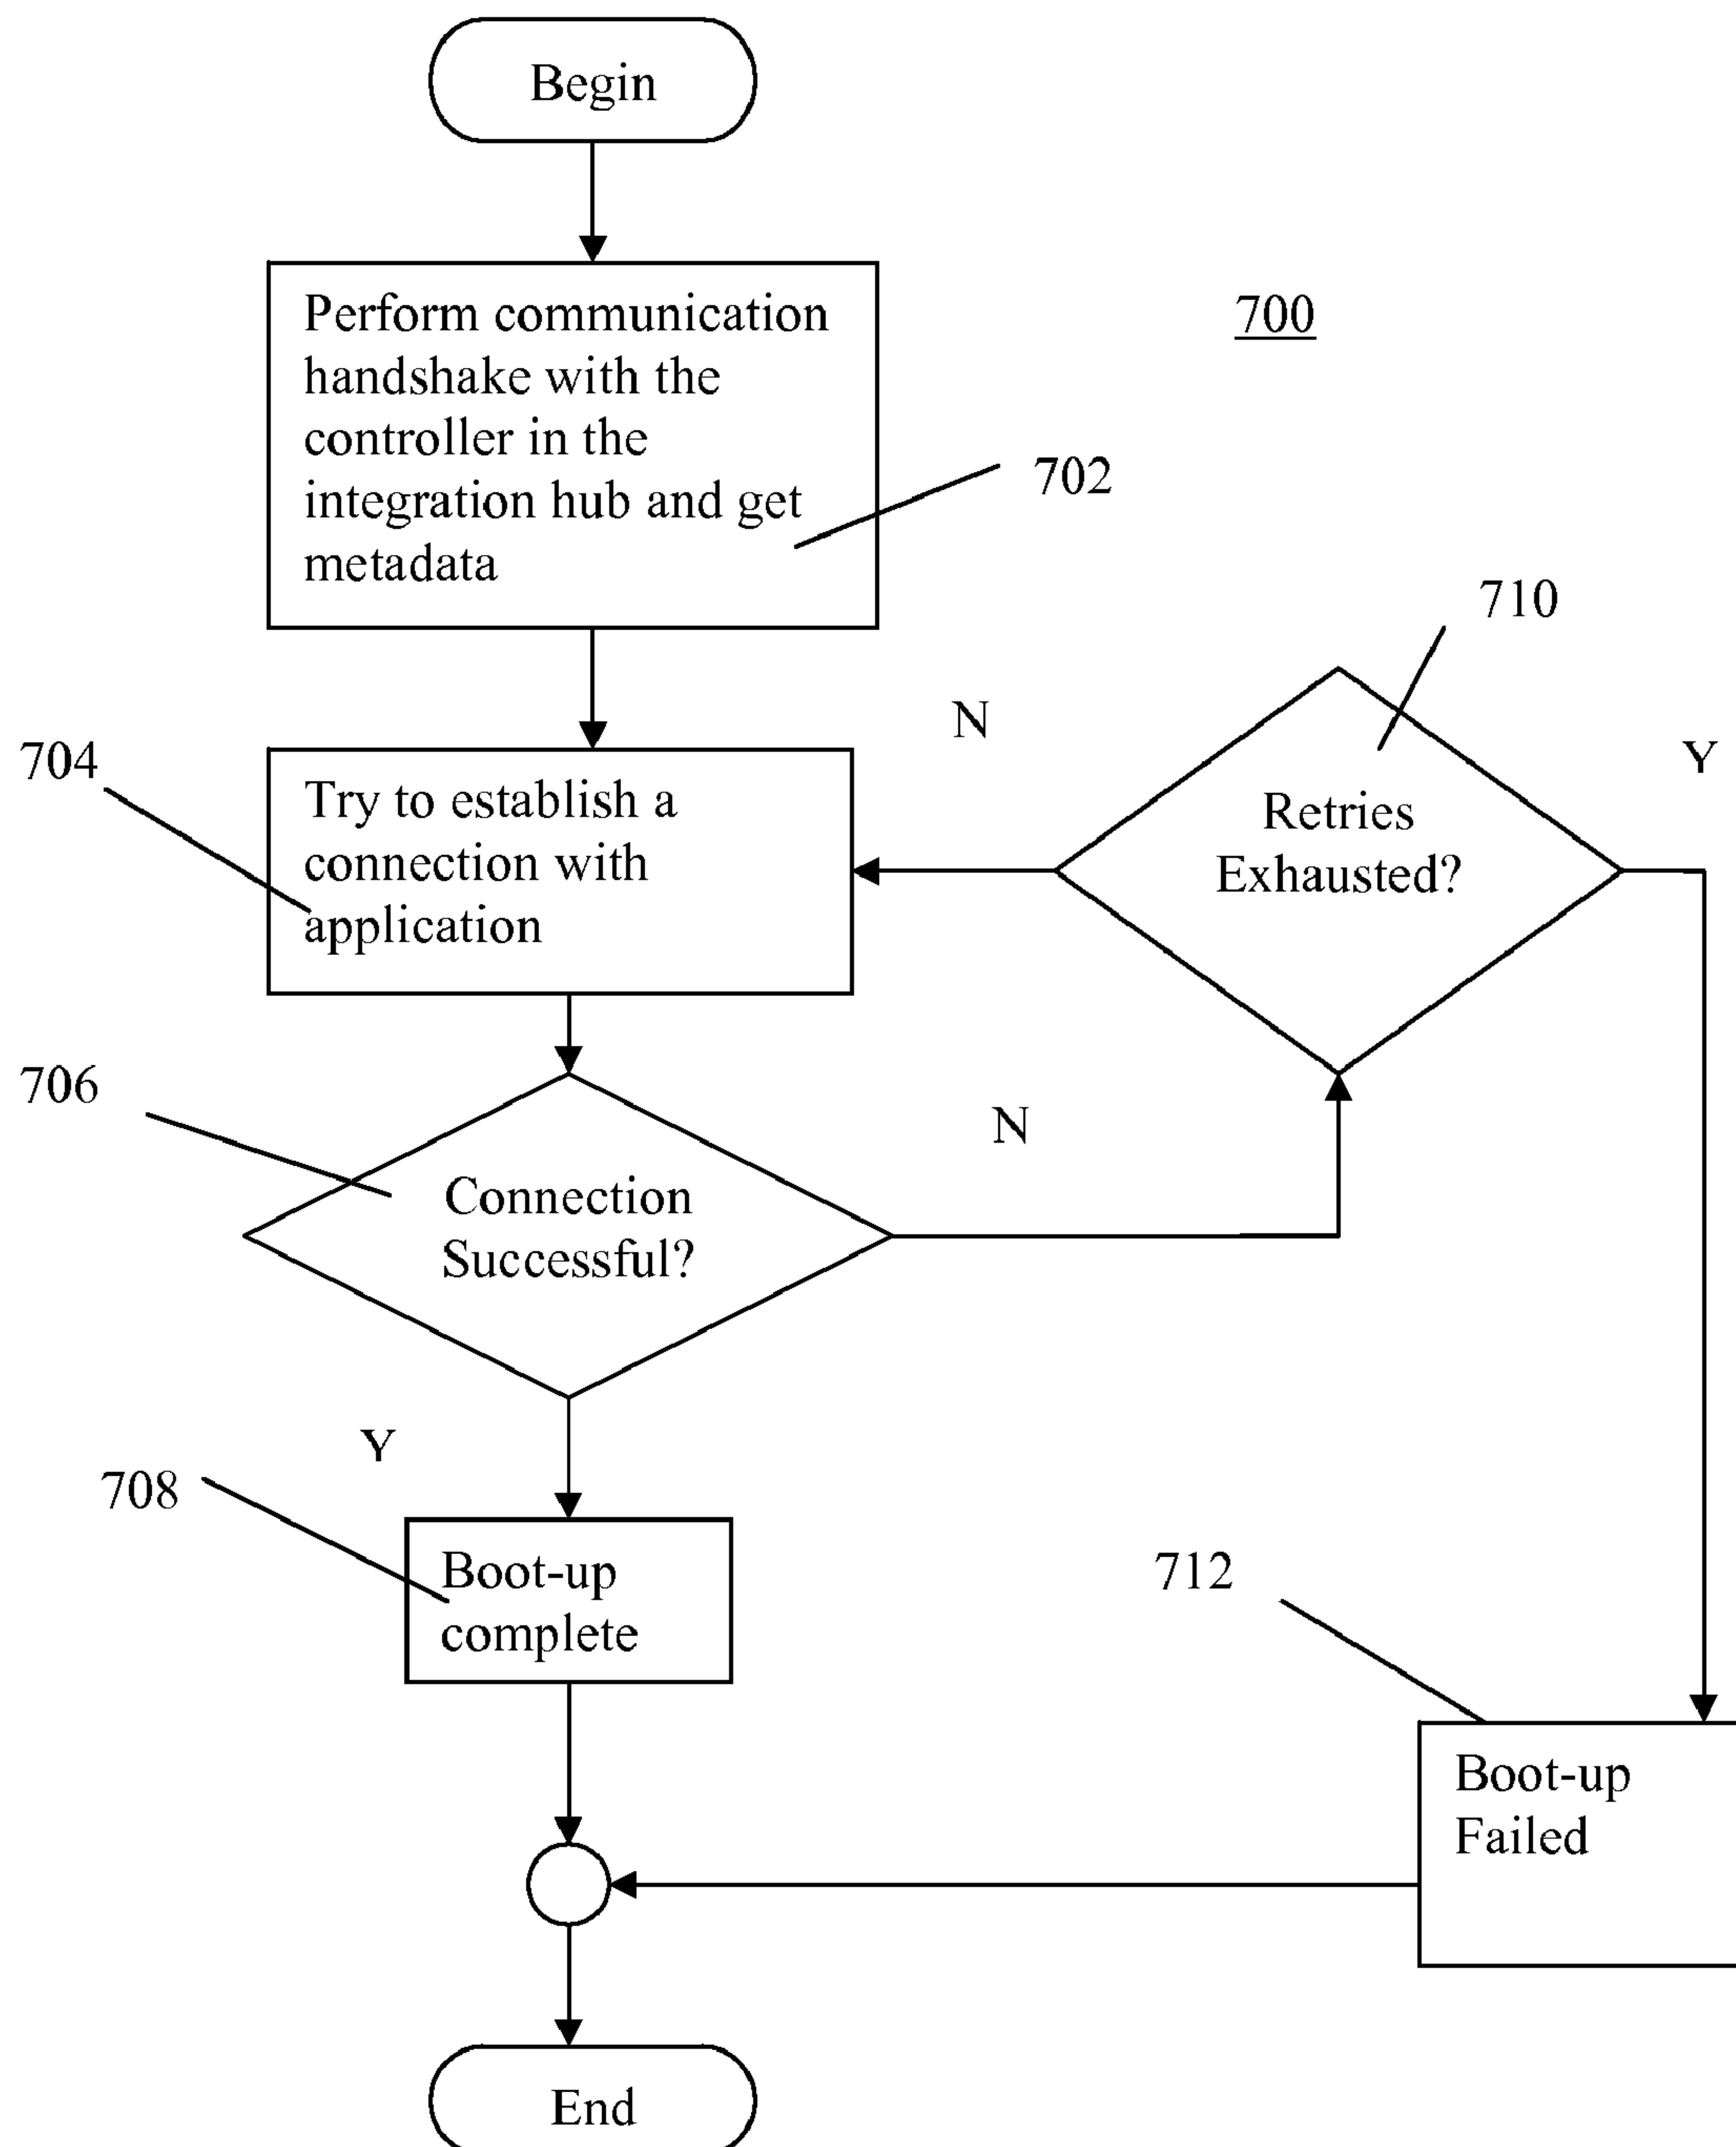 Begin
Perform communication
handshake with the
controller in the
integration hub and get
metadata
700
702
710
N
Y
704
Try to establish a
connection with
application
Retries
Exhausted?
706
N
Connection
Successful?
Y
708
Boot-up
complete
712
Boot-up
Failed
End